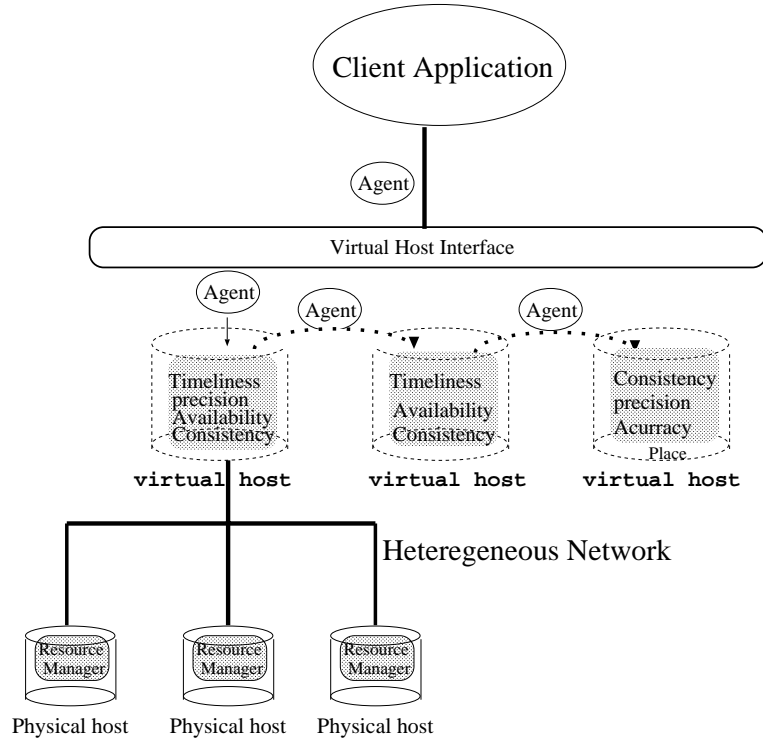 Client Application
Agent
Virtual Host Interface
Agent
Agent
Agent
Timeliness
precision
Availability
Consistency
Timeliness
Availability
Consistency
Consistency
precision
Acurracy
Place
virtual host
virtual host
virtual host
Heteregeneous Network
Resource
Manager
Resource
Manager
Resource
Manager
Physical host
Physical host
Physical host